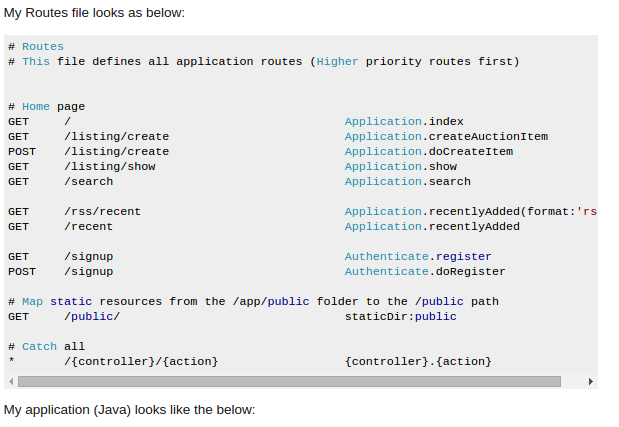 My Routes file looks as below:
# Routes
# This file defines all application routes (Higher priority routes first)
# Home page
GET / Application.index
GET /listing/create Application.createAuctionItem
POST /listing/create Application.doCreateItem
GET /listing/show Application.show
GET /search Application.search
GET /rss/recent Application.recentlyAdded(format:'rs
GET /recent Application.recentlyAdded
GET /signup Authenticate.register
POST /signup Authenticate.doRegister
# Map static resources from the /app/public folder to the /public path
GET /public/ staticDir:public
# Catch all
* /{controller}/{action} {controller}.{action}
My application (Java) looks like the below: